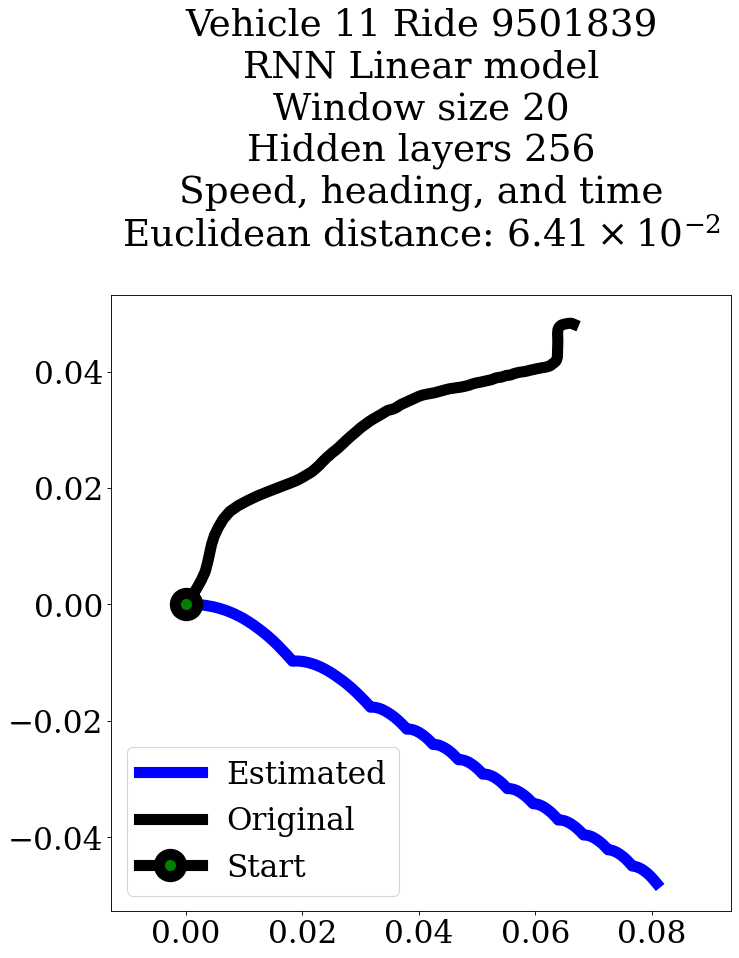 Vehicle 11 Ride 9501839
RNN Linear model
Window size 20
Hidden layers 256
Speed, heading, and time
Euclidean distance: 6.41 × 10⁻²
0.04
0.02
0.00
−0.02
−0.04
Estimated
Original
Start
0.00 0.02 0.04 0.06 0.08